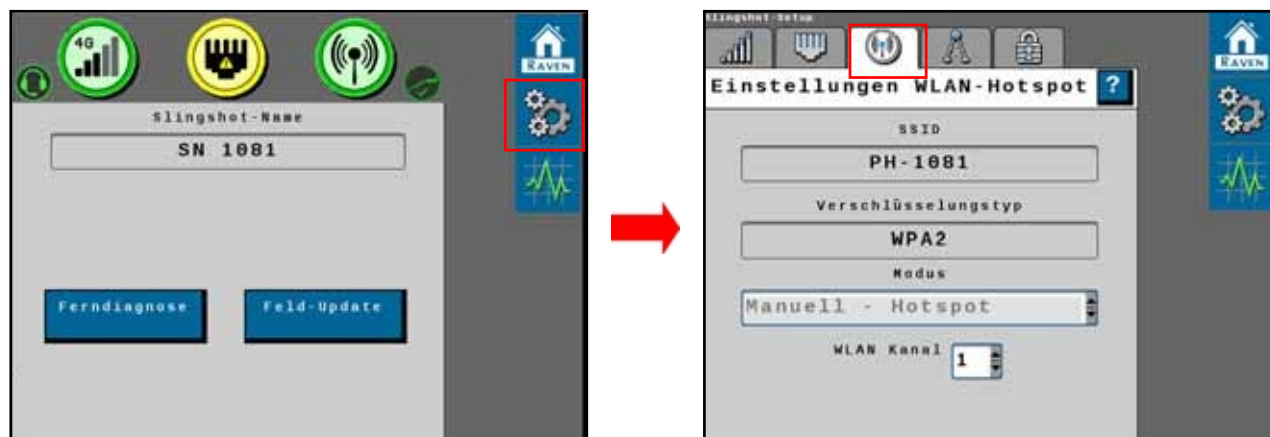 4G
RAVEN
Slingshot-Name
SN 1081
Ferndiagnose
Feld-Update
Slingshot-Setup
RAVEN
Einstellungen WLAN-Hotspot ?
SSID
PH-1081
Verschlüsselungstyp
WPA2
Modus
Manuell - Hotspot
WLAN Kanal 1